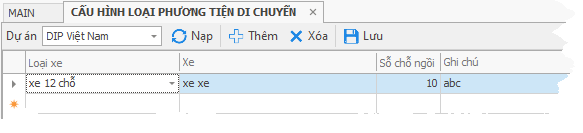 MAIN CẤU HÌNH LOẠI PHƯƠNG TIỆN DI CHUYỂN
Dự án DIP Việt Nam Nạp Thêm Xóa Lưu
Loại xe Xe Số chỗ ngồi Ghi chú
xe 12 chỗ xe xe 10 abc